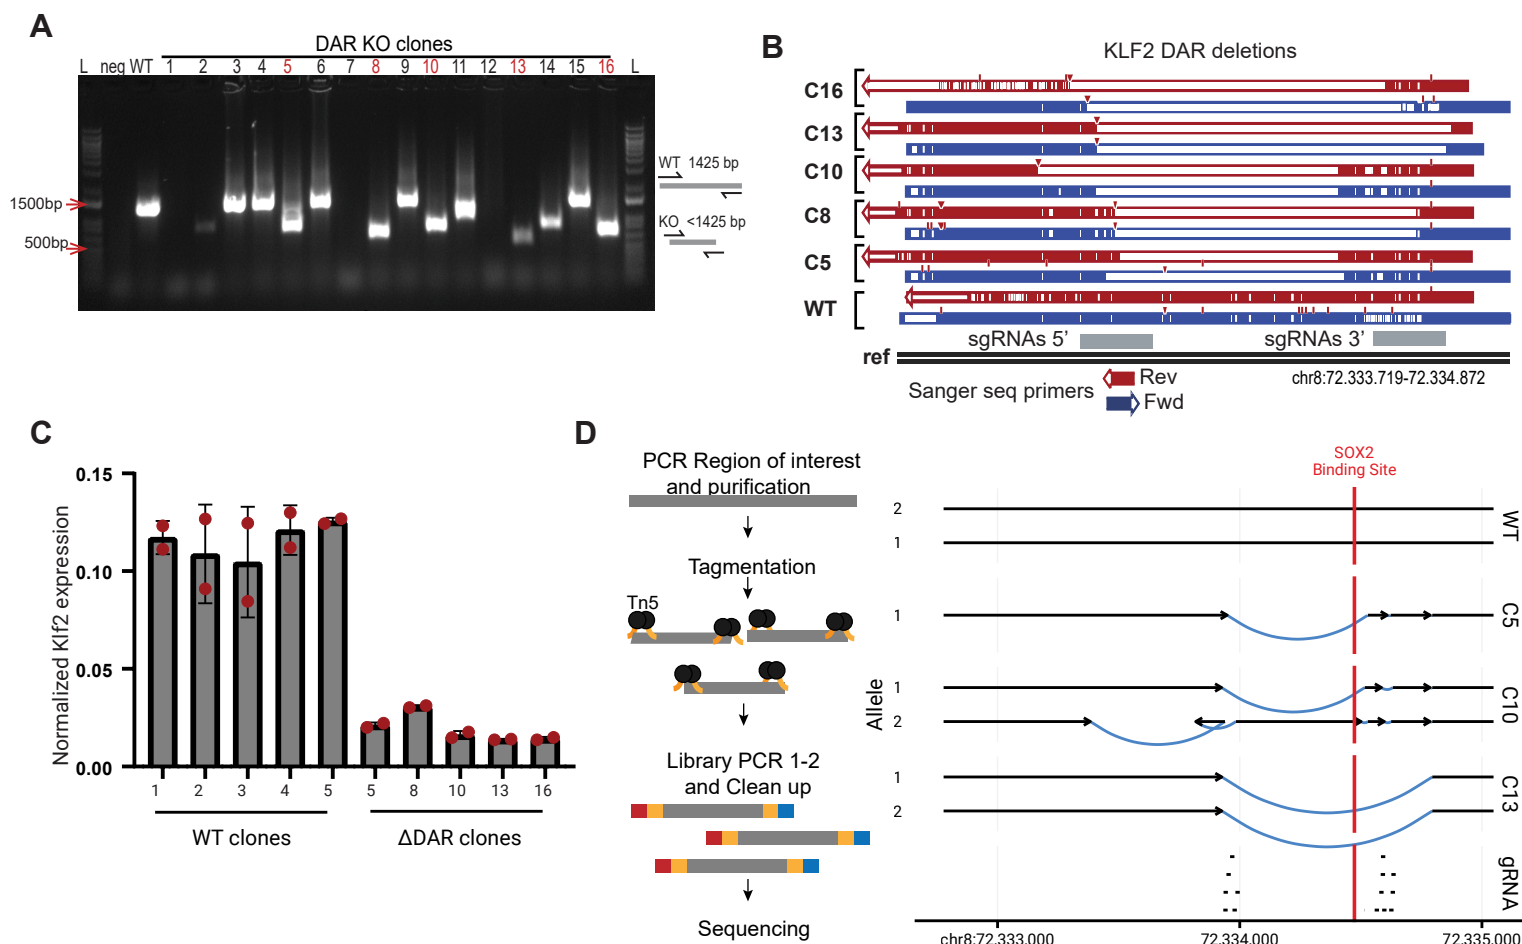 A
DAR KO clones
L neg WT 1 2 3 4 5 6 7 8 9 10 11 12 13 14 15 16 L
1500bp
500bp
WT 1425 bp
KO <1425 bp
B
KLF2 DAR deletions
C16
C13
C10
C8
C5
WT
sgRNAs 5’ sgRNAs 3’
ref
chr8:72.333.719-72.334.872
Sanger seq primers
Rev
Fwd
C
Normalized Klf2 expression
0.15
0.10
0.05
0.00
1 2 3 4 5 5 8 10 13 16
WT clones ΔDAR clones
D
PCR Region of interest
and purification
Tagmentation
Tn5
Library PCR 1-2
and Clean up
Sequencing
SOX2
Binding Site
Allele
2
1
WT
1
C5
1
2
C10
1
2
C13
gRNA
chr8:72.333.000 72.334.000 72.335.000